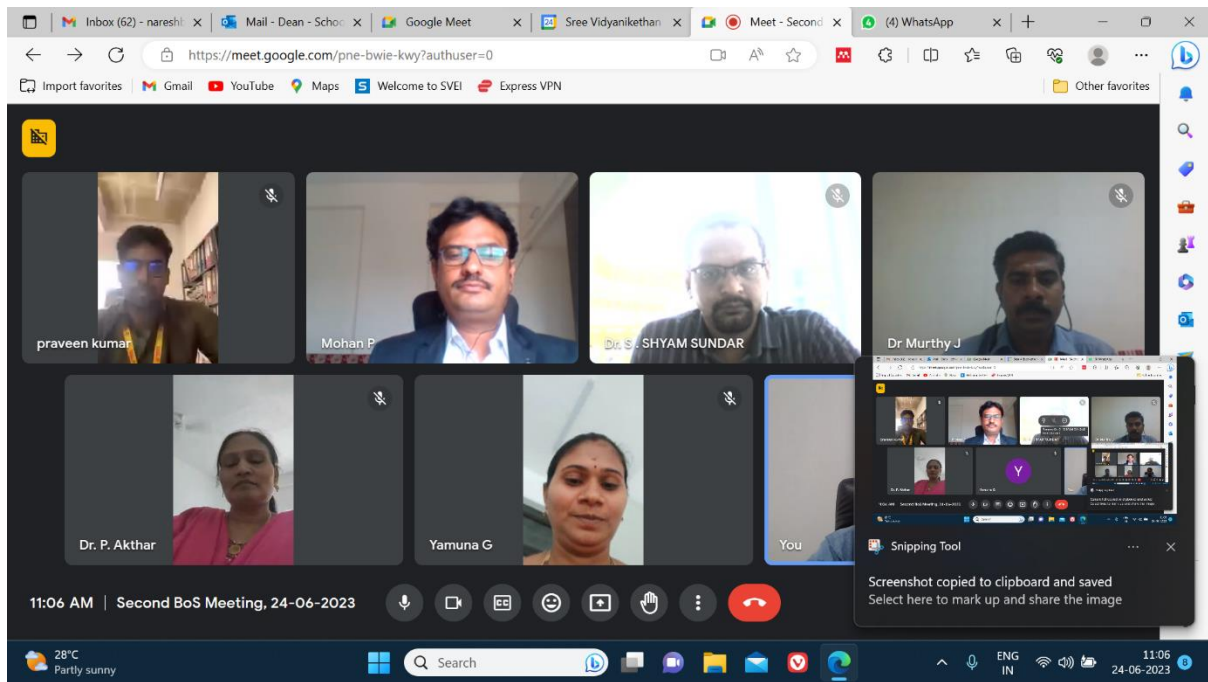 Inbox (62) - naresh
Mail - Dean - Schoo
Google Meet
Sree Vidyanikethan
Meet - Second
(4) WhatsApp
https://meet.google.com/pne-bwie-kwy?authuser=0
Import favorites
Gmail
YouTube
Maps
Welcome to SVEI
Express VPN
Other favorites
praveen kumar
Mohan P
Dr. S . SHYAM SUNDAR
Dr Murthy J
Dr. P. Akthar
Yamuna G
You
Y
Snipping Tool
Screenshot copied to clipboard and saved
Select here to mark up and share the image
11:06 AM | Second BoS Meeting, 24-06-2023
28°C
Partly sunny
Search
ENG
IN
11:06
24-06-2023
8